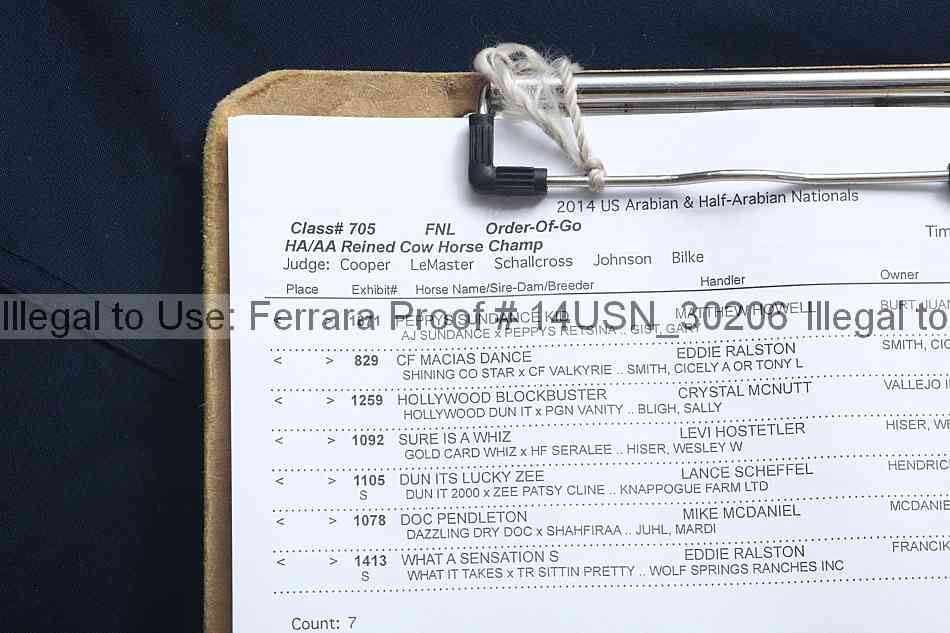 2014 US Arabian & Half-Arabian Nationals
Class# 705 FNL Order-Of-Go
HA/AA Reined Cow Horse Champ
Judge: Cooper LeMaster Schallcross Johnson Bilke
Place Exhibit# Horse Name/Sire-Dam/Breeder Handler Owner
Illegal to Use: Ferrara Proof # 14USN_30206 Illegal to
< > PEPPYS SUNDANCE KID MATTHEW HOWELL BURT, JUAN
AJ SUNDANCE x PEPPYS RETSINA .. GIST, GARY
< > 829 CF MACIAS DANCE EDDIE RALSTON SMITH, CIC
SHINING CO STAR x CF VALKYRIE .. SMITH, CICELY A OR TONY L
< > 1259 HOLLYWOOD BLOCKBUSTER CRYSTAL MCNUTT VALLEJO
HOLLYWOOD DUN IT x PGN VANITY .. BLIGH, SALLY
< > 1092 SURE IS A WHIZ LEVI HOSTETLER HISER, WE
GOLD CARD WHIZ x HF SERALEE .. HISER, WESLEY W
< > 1105 DUN ITS LUCKY ZEE LANCE SCHEFFEL HENDRIC
S DUN IT 2000 x ZEE PATSY CLINE .. KNAPPOGUE FARM LTD
< > 1078 DOC PENDLETON MIKE MCDANIEL MCDANIE
DAZZLING DRY DOC x SHAHFIRAA .. JUHL, MARDI
< > 1413 WHAT A SENSATION S EDDIE RALSTON FRANCIK
S WHAT IT TAKES x TR SITTIN PRETTY .. WOLF SPRINGS RANCHES INC
Count: 7